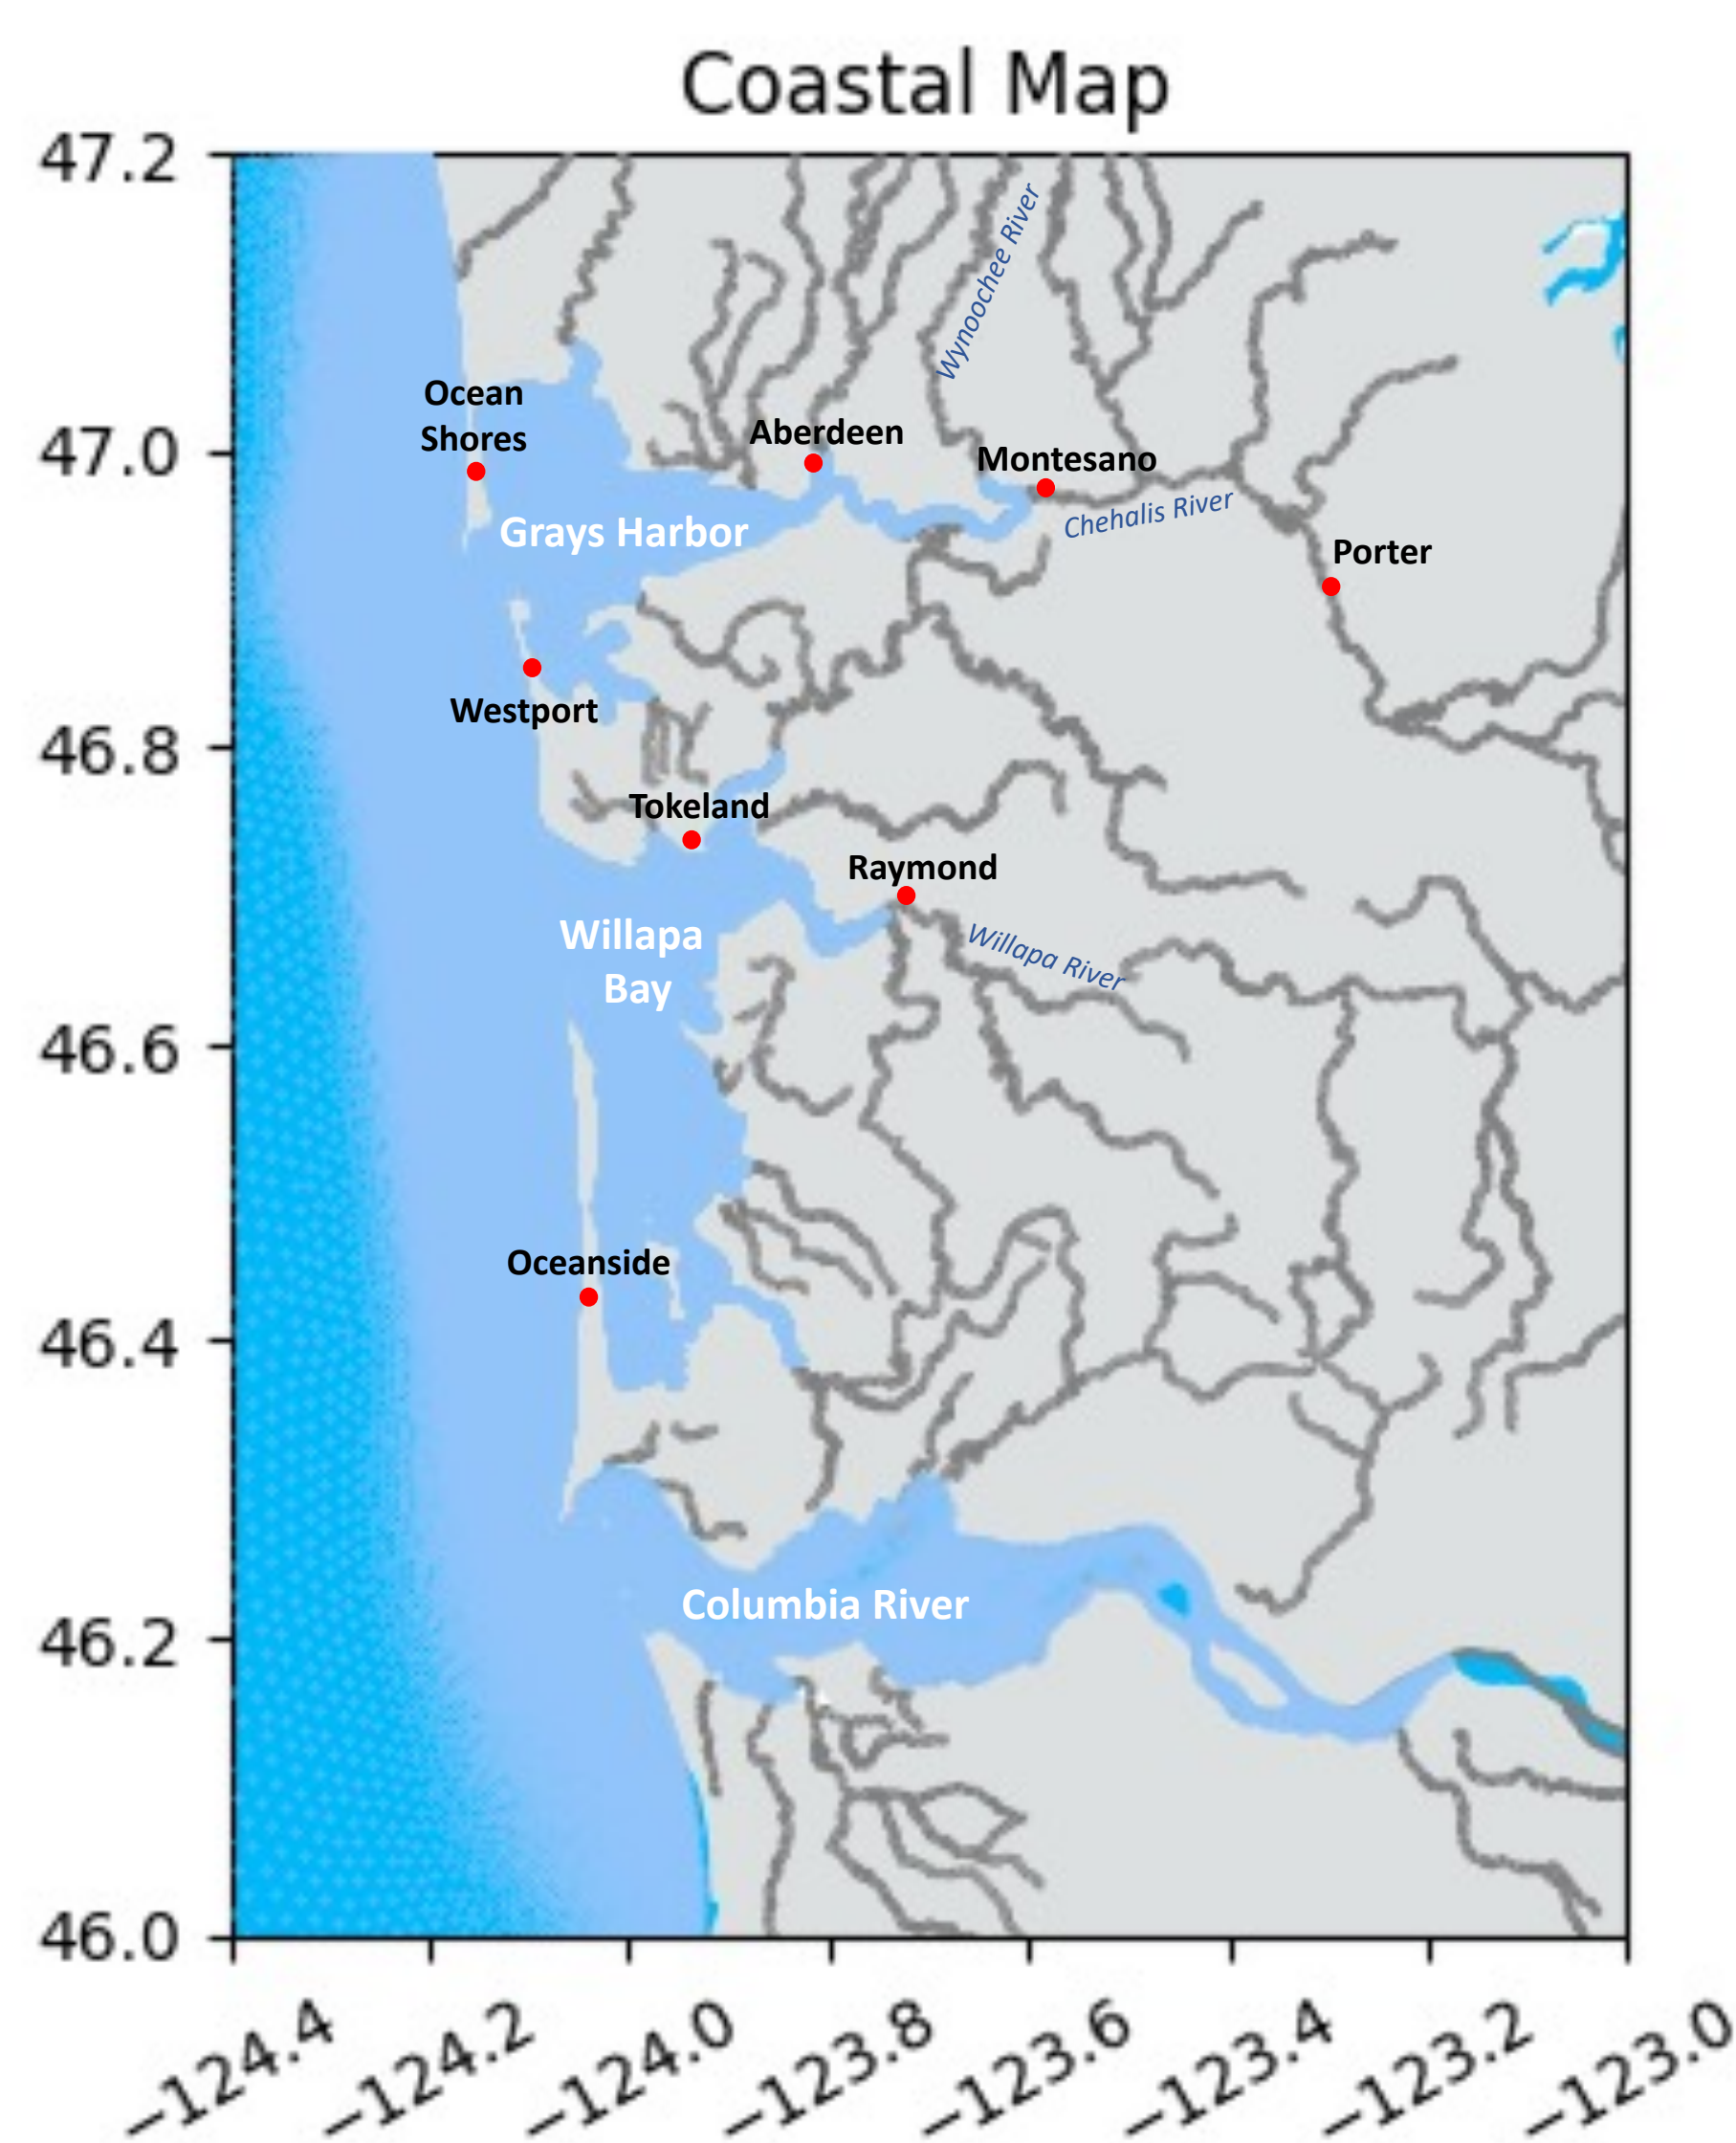 Coastal Map
47.2
47.0
46.8
46.6
46.4
46.2
46.0
Wynoochee River
Ocean
Shores
Aberdeen
Montesano
Grays Harbor
Chehalis River
Porter
Westport
Tokeland
Raymond
Willapa
Bay
Willapa River
Oceanside
Columbia River
−124.4
−124.2
−124.0
−123.8
−123.6
−123.4
−123.2
−123.0